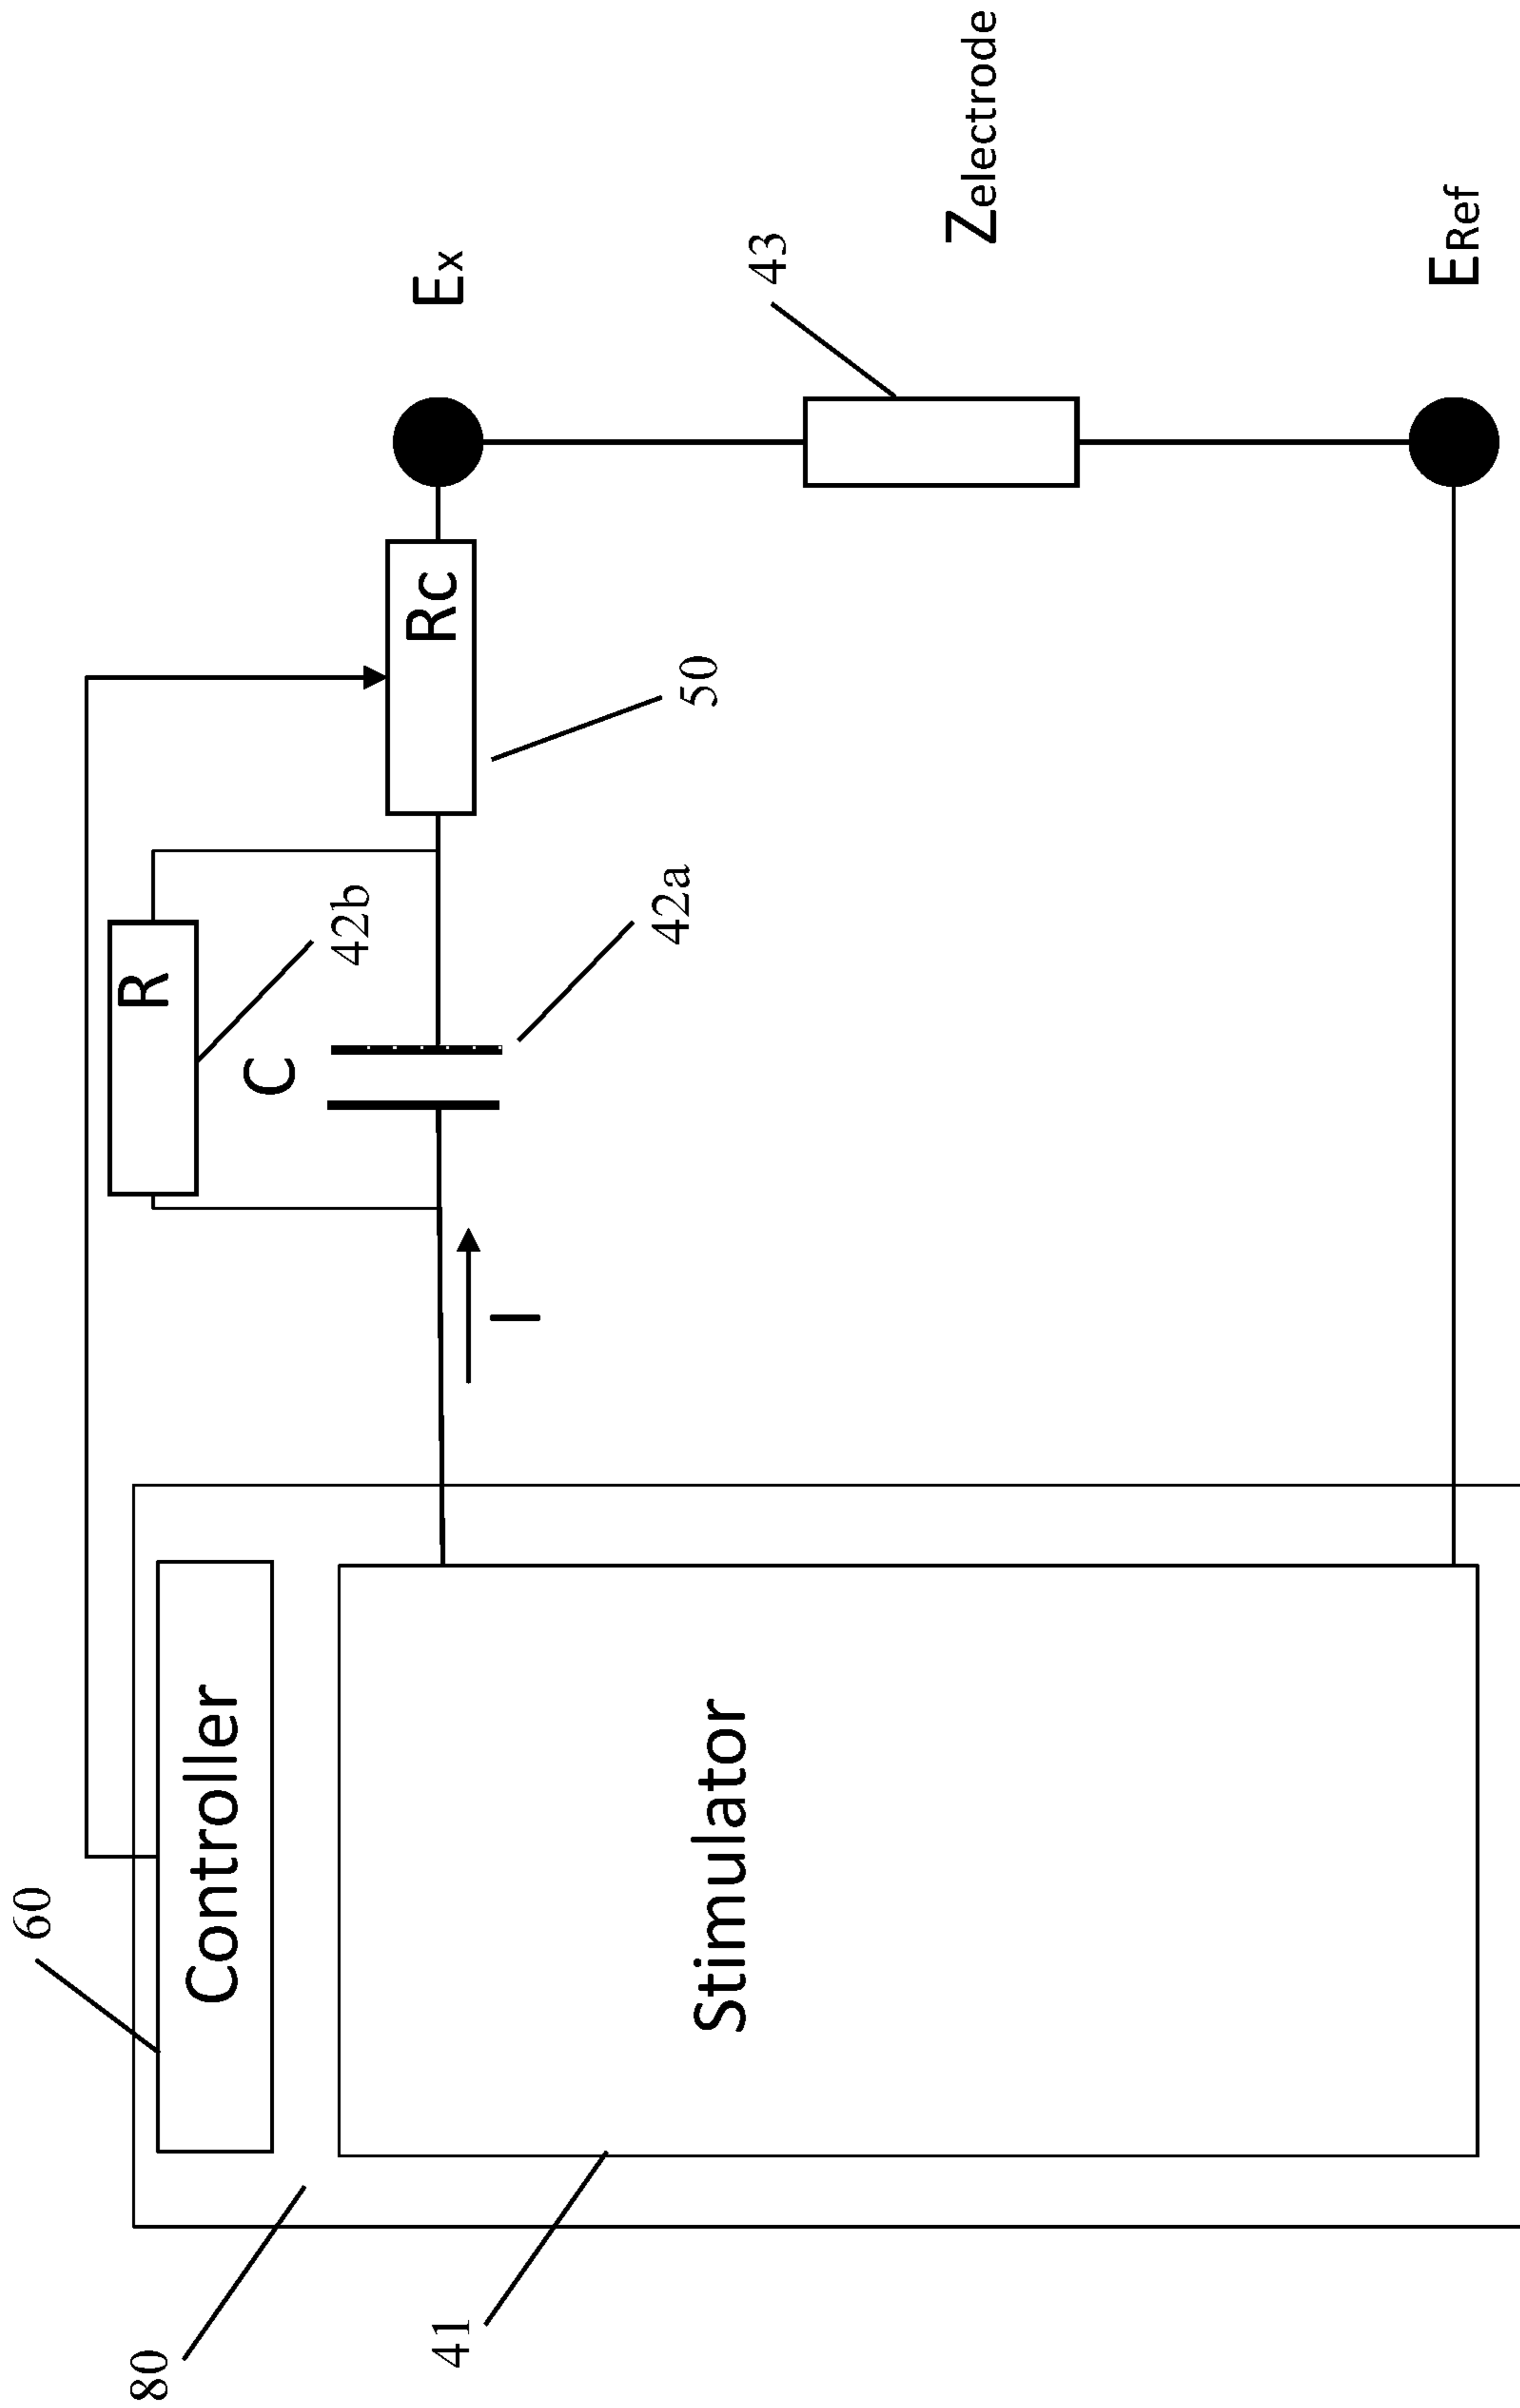 80
60
Controller
41
Stimulator
I
R
42b
C
42a
Rc
50
Ex
43
Zelectrode
ERef